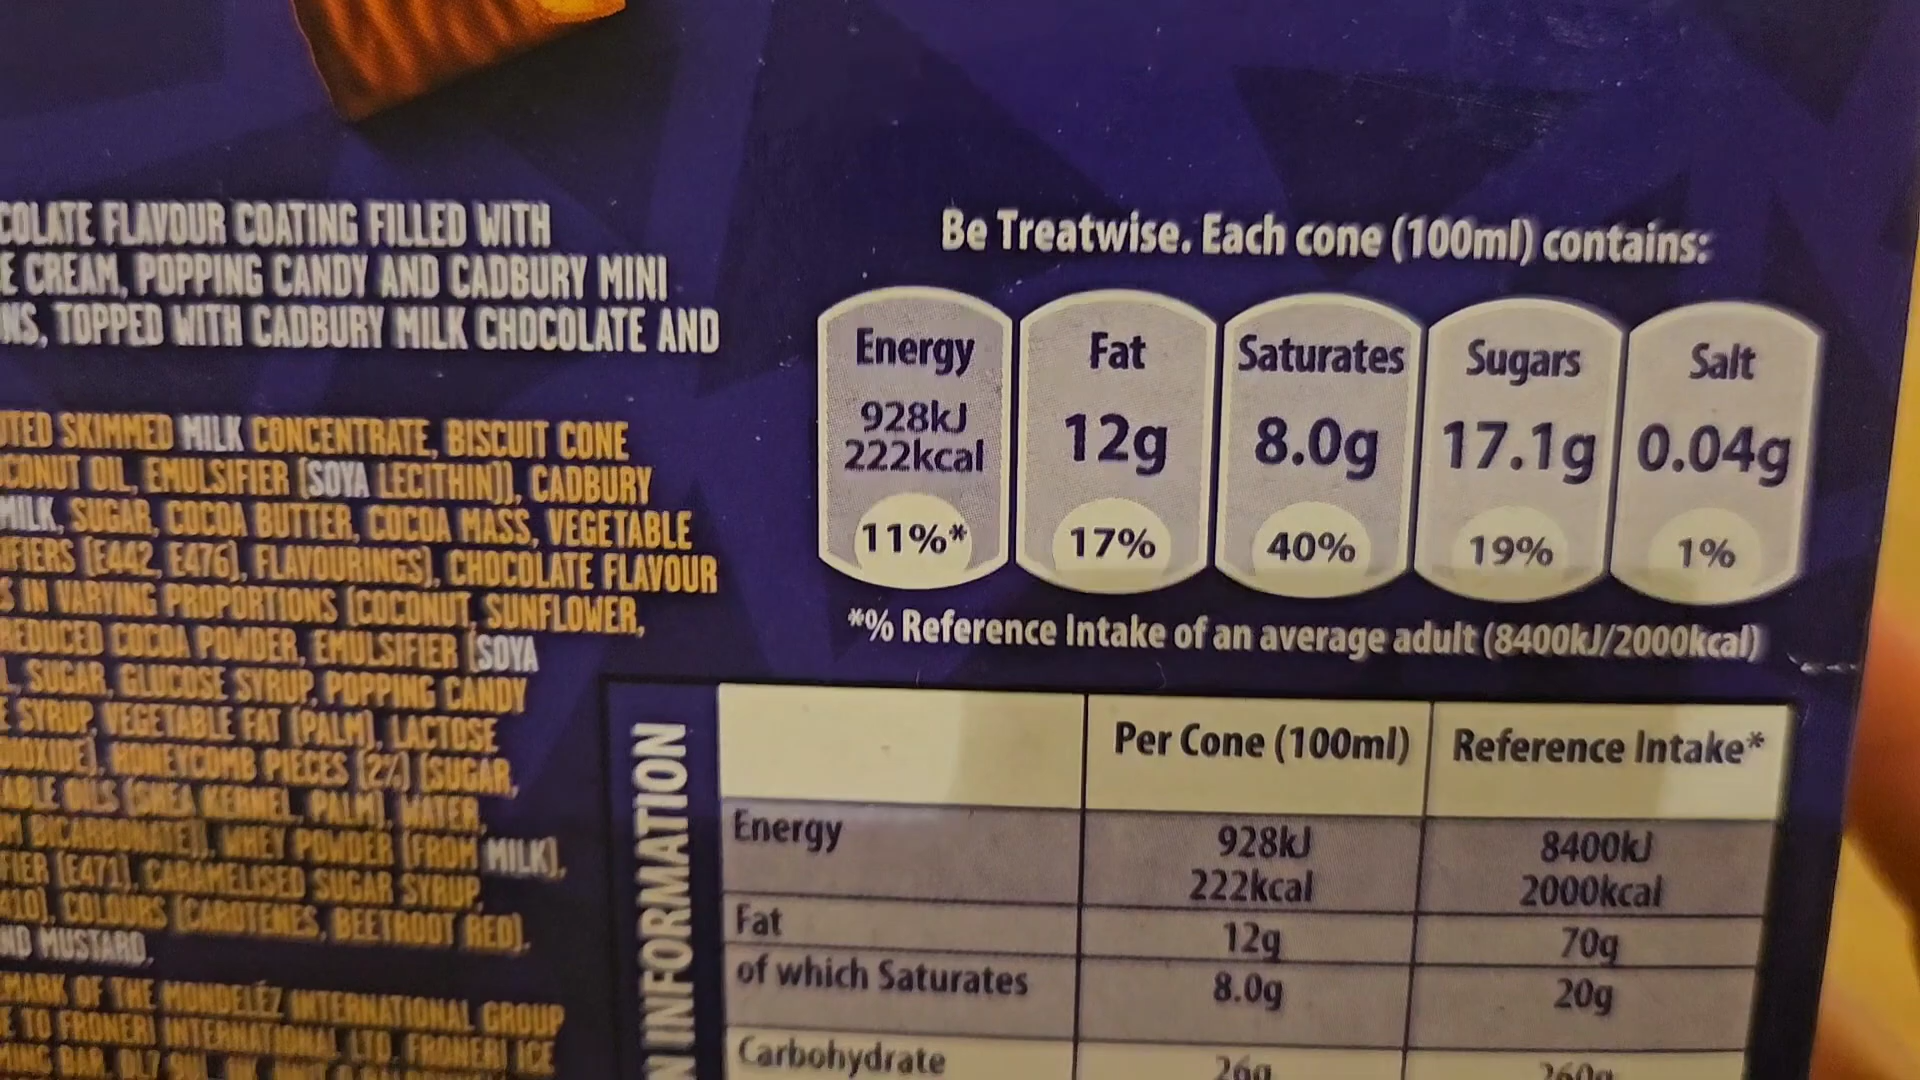 COLATE FLAVOUR COATING FILLED WITH
E CREAM, POPPING CANDY AND CADBURY MINI
NS, TOPPED WITH CADBURY MILK CHOCOLATE AND
UTED SKIMMED MILK CONCENTRATE, BISCUIT CONE
CONUT OIL, EMULSIFIER (SOYA LECITHIN)), CADBURY
MILK, SUGAR, COCOA BUTTER, COCOA MASS, VEGETABLE
IFIERS (E442, E476), FLAVOURINGS), CHOCOLATE FLAVOUR
S IN VARYING PROPORTIONS (COCONUT, SUNFLOWER,
REDUCED COCOA POWDER, EMULSIFIER (SOYA
, SUGAR, GLUCOSE SYRUP, POPPING CANDY
E SYRUP, VEGETABLE FAT (PALM), LACTOSE
DIOXIDE), HONEYCOMB PIECES (2%) (SUGAR,
ABLE OILS (SHEA KERNEL, PALM), WATER,
M BICARBONATE)), WHEY POWDER (FROM MILK),
FIER (E471), CARAMELISED SUGAR SYRUP,
410), COLOURS (CAROTENES, BEETROOT RED).
ND MUSTARD.
MARK OF THE MONDELĒZ INTERNATIONAL GROUP
E TO FRONERI INTERNATIONAL LTD. FRONERI ICE
Be Treatwise. Each cone (100ml) contains:
Energy Fat Saturates Sugars Salt
928kJ
222kcal 12g 8.0g 17.1g 0.04g
11%* 17% 40% 19% 1%
*% Reference Intake of an average adult (8400kJ/2000kcal)
N INFORMATION
Per Cone (100ml) Reference Intake*
Energy 928kJ 8400kJ
222kcal 2000kcal
Fat 12g 70g
of which Saturates 8.0g 20g
Carbohydrate 26g 260g